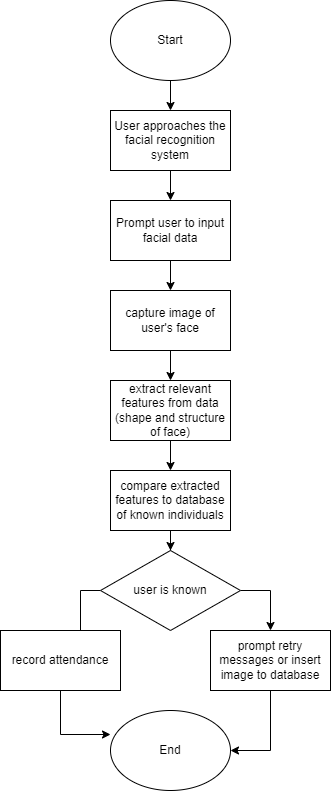 Start
User approaches the
facial recognition
system
Prompt user to input
facial data
capture image of
user's face
extract relevant
features from data
(shape and structure
of face)
compare extracted
features to database
of known individuals
user is known
record attendance
prompt retry
messages or insert
image to database
End